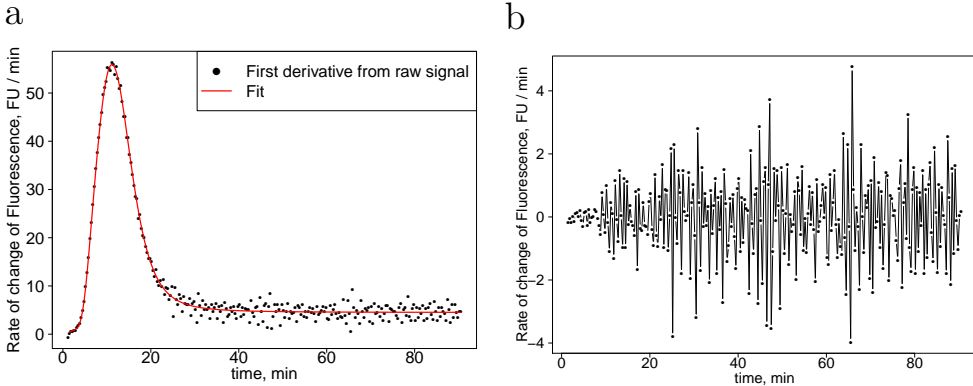 a
Rate of change of Fluorescence, FU / min
0
10
20
30
40
50
First derivative from raw signal
Fit
0
20
40
60
80
time, min
b
Rate of change of Fluorescence, FU / min
−4
−2
0
2
4
0
20
40
60
80
time, min